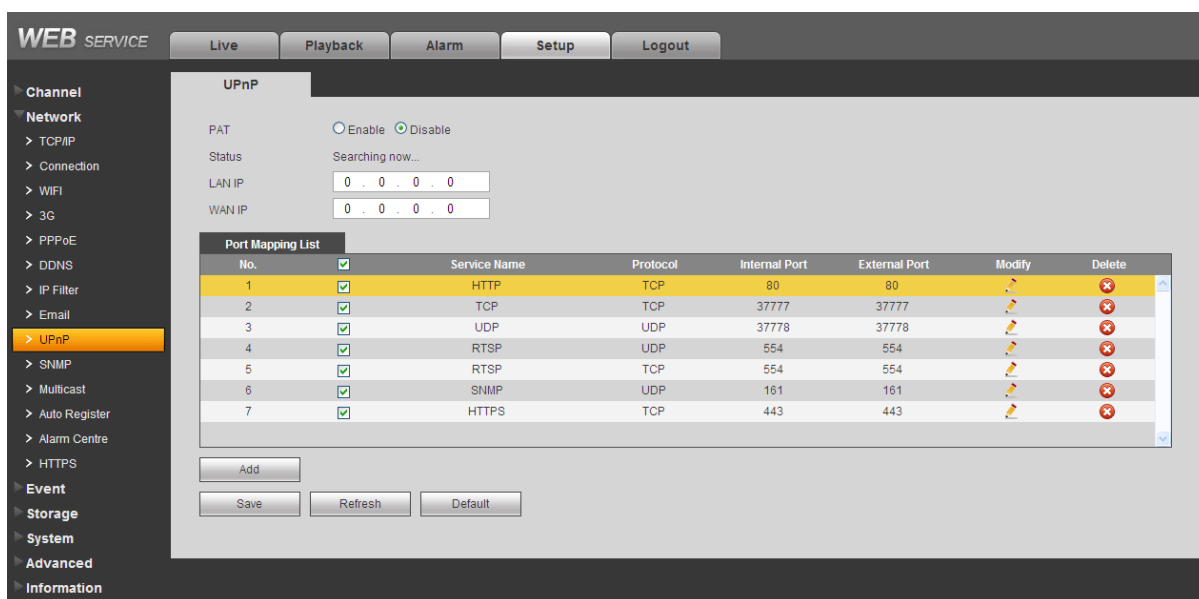 WEB SERVICE
Live Playback Alarm Setup Logout
Channel
Network
> TCP/IP
> Connection
> WIFI
> 3G
> PPPoE
> DDNS
> IP Filter
> Email
> UPnP
> SNMP
> Multicast
> Auto Register
> Alarm Centre
> HTTPS
Event
Storage
System
Advanced
Information
UPnP
PAT Enable Disable
Status Searching now...
LAN IP 0 . 0 . 0 . 0
WAN IP 0 . 0 . 0 . 0
Port Mapping List
No. Service Name Protocol Internal Port External Port Modify Delete
1 HTTP TCP 80 80
2 TCP TCP 37777 37777
3 UDP UDP 37778 37778
4 RTSP UDP 554 554
5 RTSP TCP 554 554
6 SNMP UDP 161 161
7 HTTPS TCP 443 443
Add
Save Refresh Default